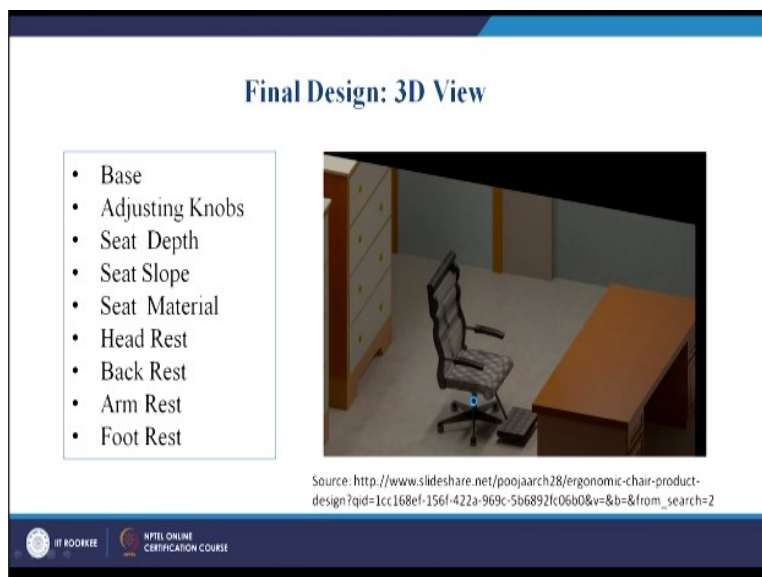 Final Design: 3D View
• Base
• Adjusting Knobs
• Seat Depth
• Seat Slope
• Seat Material
• Head Rest
• Back Rest
• Arm Rest
• Foot Rest
Source: http://www.slideshare.net/poojaarch28/ergonomic-chair-product-
design?qid=1cc168ef-156f-422a-969c-5b6892fc06b0&v=&b=&from_search=2
IIT ROORKEE
NPTEL ONLINE
CERTIFICATION COURSE